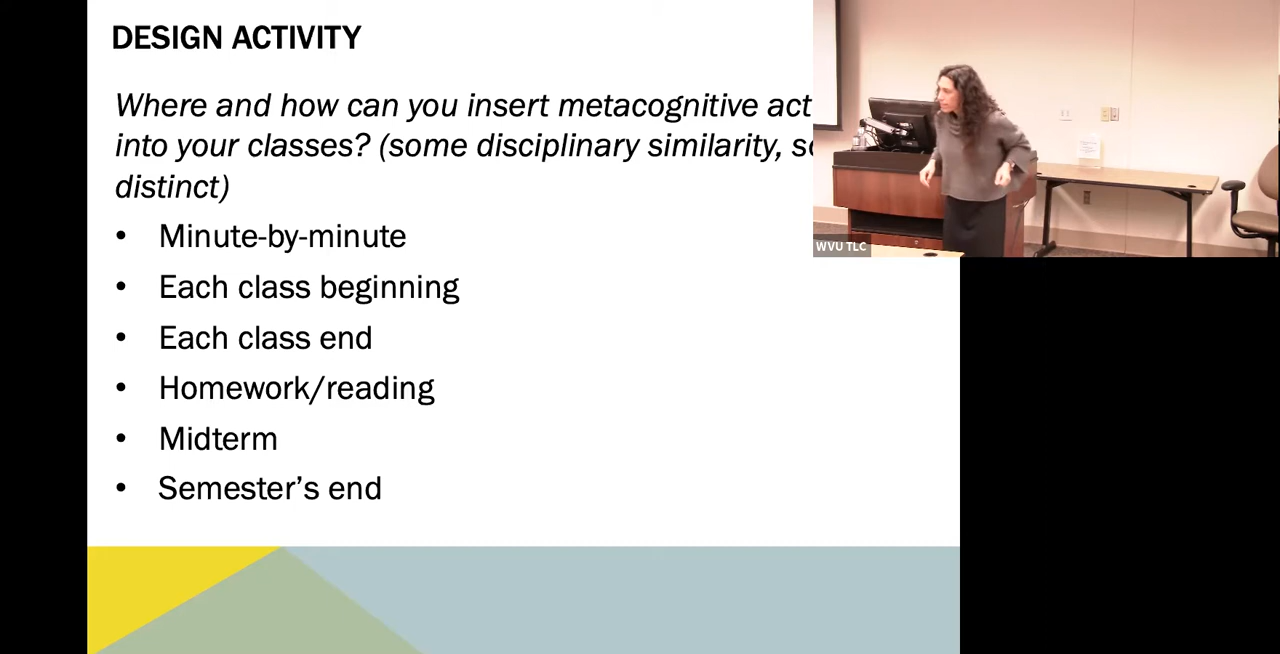 DESIGN ACTIVITY
Where and how can you insert metacognitive
into your classes? (some disciplinary similarity,
distinct)
• Minute-by-minute
• Each class beginning
• Each class end
• Homework/reading
• Midterm
• Semester’s end
WVU TLC